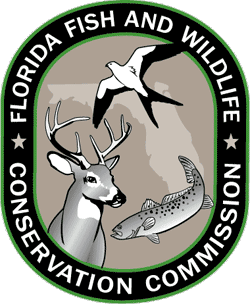 FLORIDA FISH AND WILDLIFE
CONSERVATION COMMISSION